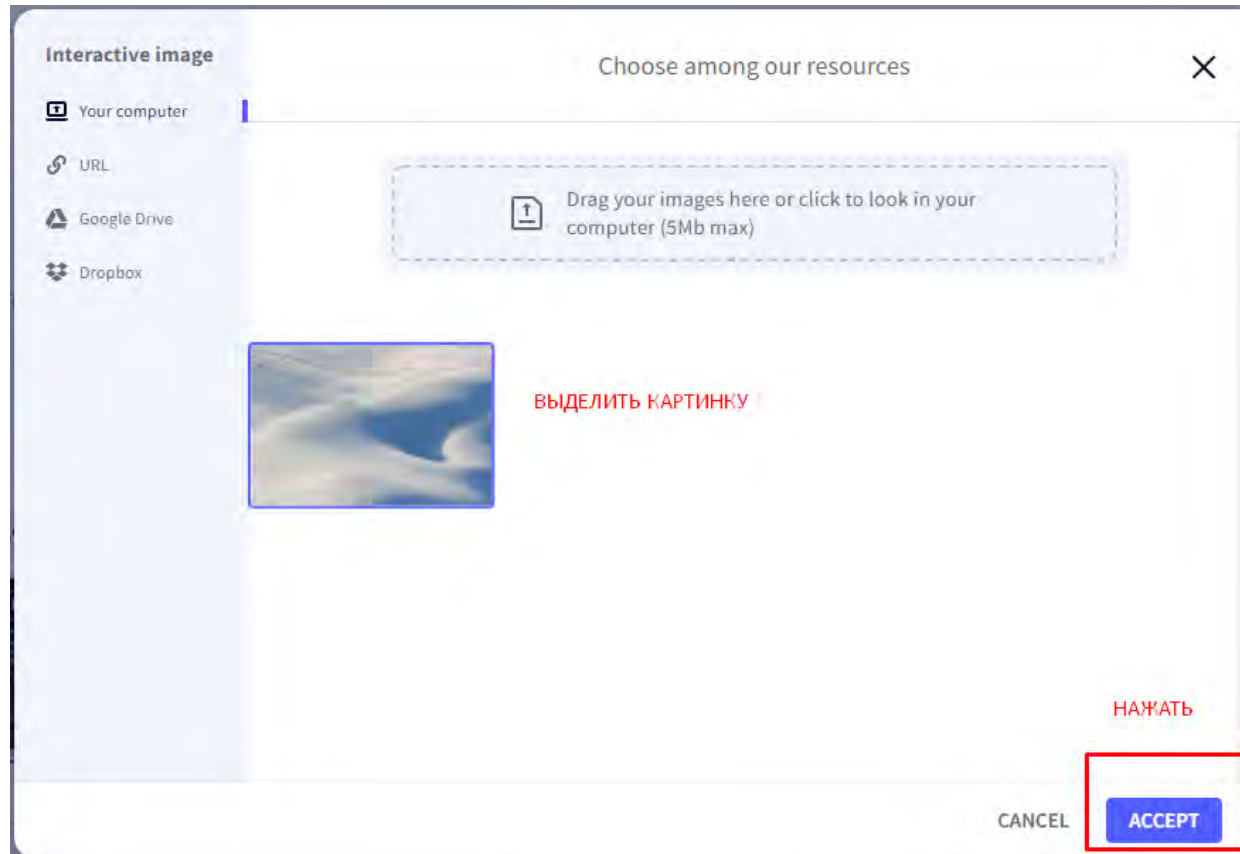 Interactive image
Choose among our resources
Your computer
URL
Google Drive
Dropbox
Drag your images here or click to look in your
computer (5Mb max)
ВЫДЕЛИТЬ КАРТИНКУ
НАЖАТЬ
CANCEL
ACCEPT